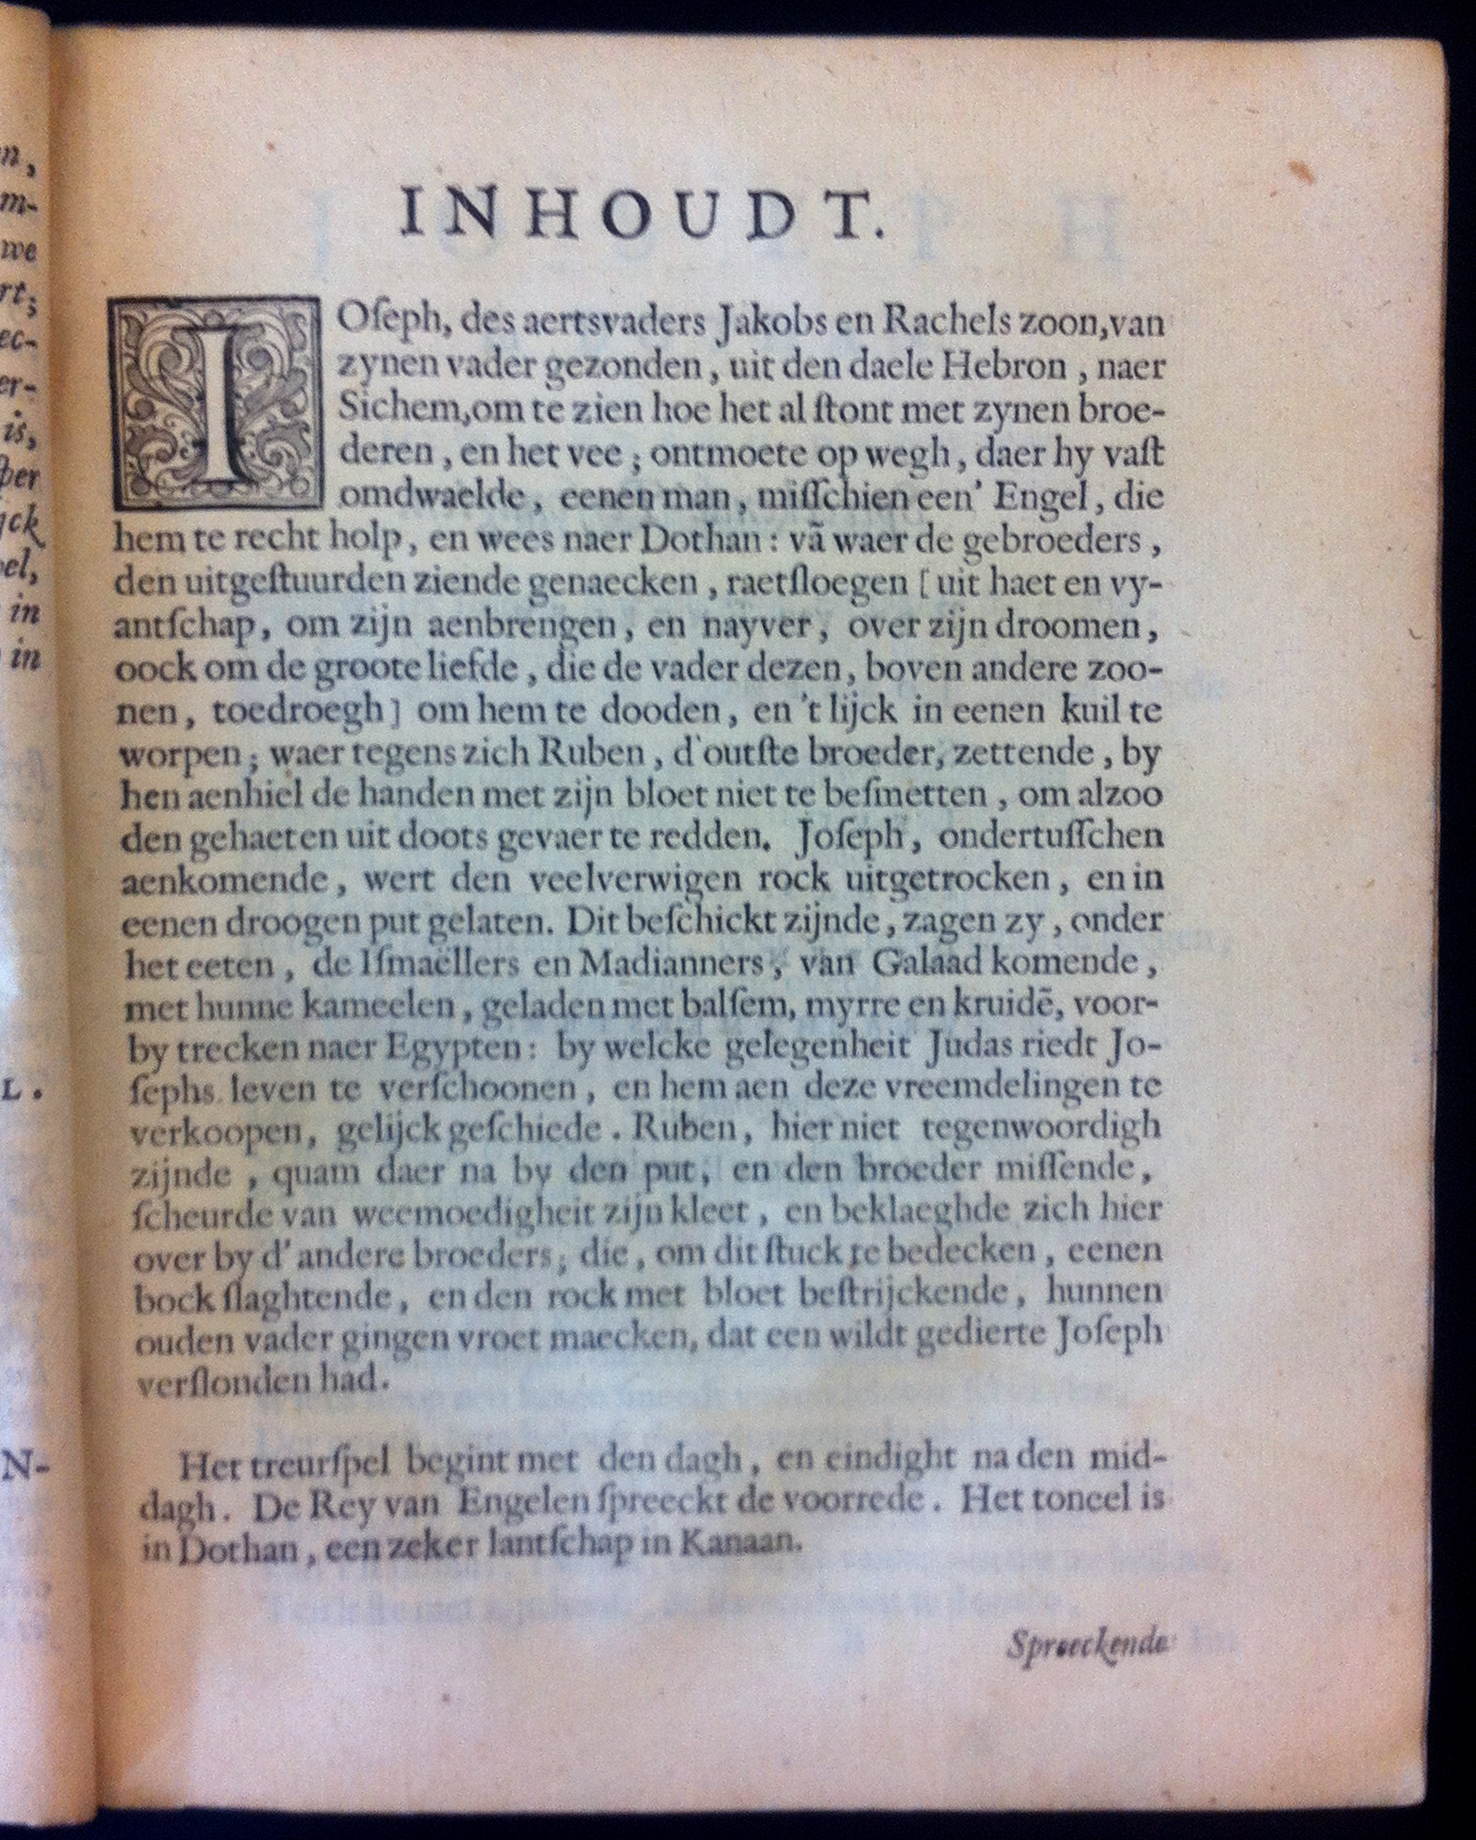 INHOUDT.
IOſeph, des aertsvaders Jakobs en Rachels zoon, van
zynen vader gezonden, uit den daele Hebron, naer
Sichem, om te zien hoe het al ſtont met zynen broe-
deren, en het vee; ontmoete op wegh, daer hy vaſt
omdwaelde, eenen man, miſſchien een' Engel, die
hem te recht holp, en wees naer Dothan: vã waer de gebroeders,
den uitgeſtuurden ziende genaecken, raetſloegen [uit haet en vy-
antſchap, om zijn aenbrengen, en nayver, over zijn droomen,
oock om de groote liefde, die de vader dezen, boven andere zoo-
nen, toedroegh] om hem te dooden, en 't lijck in eenen kuil te
worpen; waer tegens zich Ruben, d'outſte broeder, zettende, by
hen aenhiel de handen met zijn bloet niet te beſmetten, om alzoo
den gehaeten uit doots gevaer te redden. Joſeph, ondertuſſchen
aenkomende, wert den veelverwigen rock uitgetrocken, en in
eenen droogen put gelaten. Dit beſchickt zijnde, zagen zy, onder
het eeten, de Iſmaëllers en Madianners, van Galaad komende,
met hunne kameelen, geladen met balſem, myrre en kruidē, voor-
by trecken naer Egypten: by welcke gelegenheit Judas riedt Jo-
ſephs leven te verſchoonen, en hem aen deze vreemdelingen te
verkoopen, gelijck geſchiede. Ruben, hier niet tegenwoordigh
zijnde, quam daer na by den put, en den broeder miſſende,
ſcheurde van weemoedigheit zijn kleet, en beklaeghde zich hier
over by d'andere broeders; die, om dit ſtuck te bedecken, eenen
bock ſlaghtende, en den rock met bloet beſtrijckende, hunnen
ouden vader gingen vroet maecken, dat een wildt gedierte Joſeph
verſlonden had.
Het treurſpel begint met den dagh, en eindight na den mid-
dagh. De Rey van Engelen ſpreeckt de voorrede. Het tooneel is
in Dothan, een zeker lantſchap in Kanaan.
Spreeckende